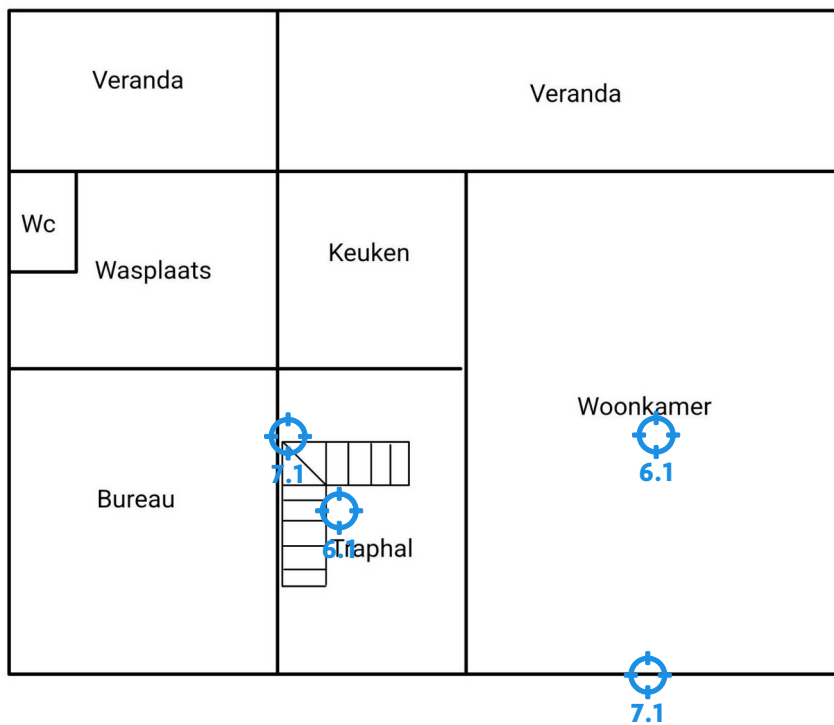 Veranda
Veranda
Wc
Keuken
Wasplaats
Woonkamer
7.1
6.1
Bureau
6.1
Traphal
7.1